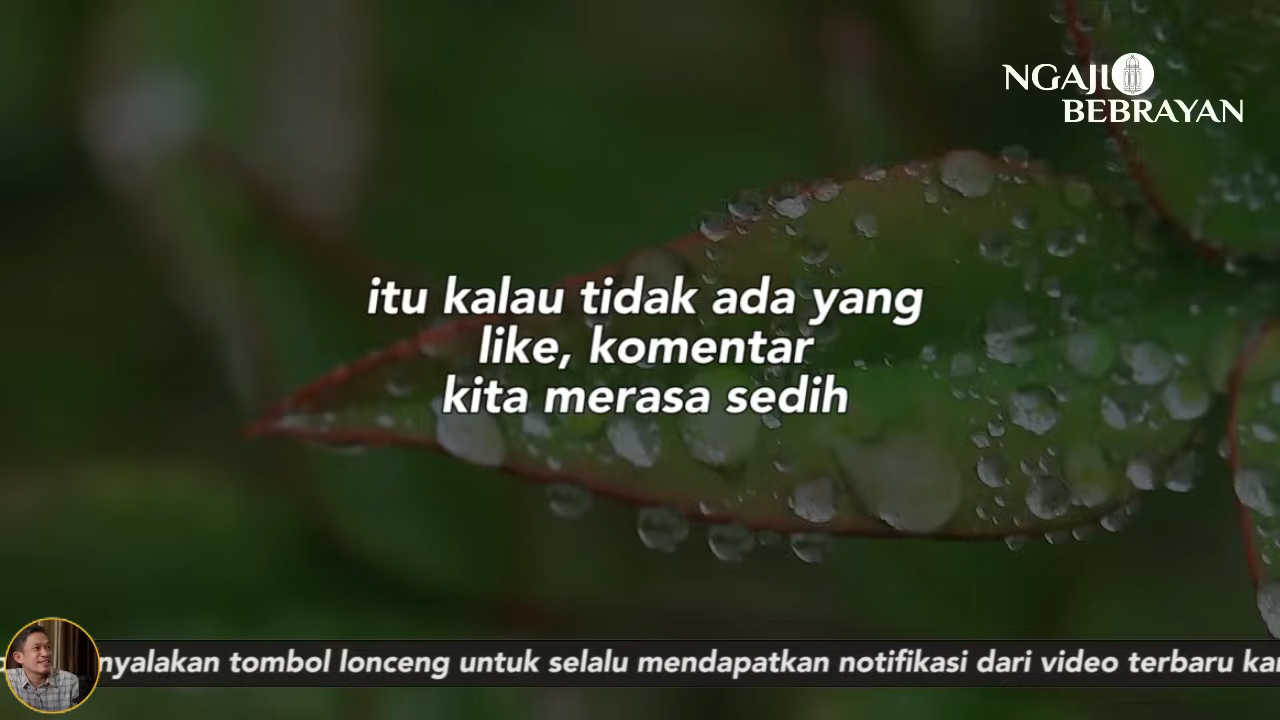 NGAJI
BEBRAYAN
itu kalau tidak ada yang
like, komentar
kita merasa sedih
nyalakan tombol lonceng untuk selalu mendapatkan notifikasi dari video terbaru